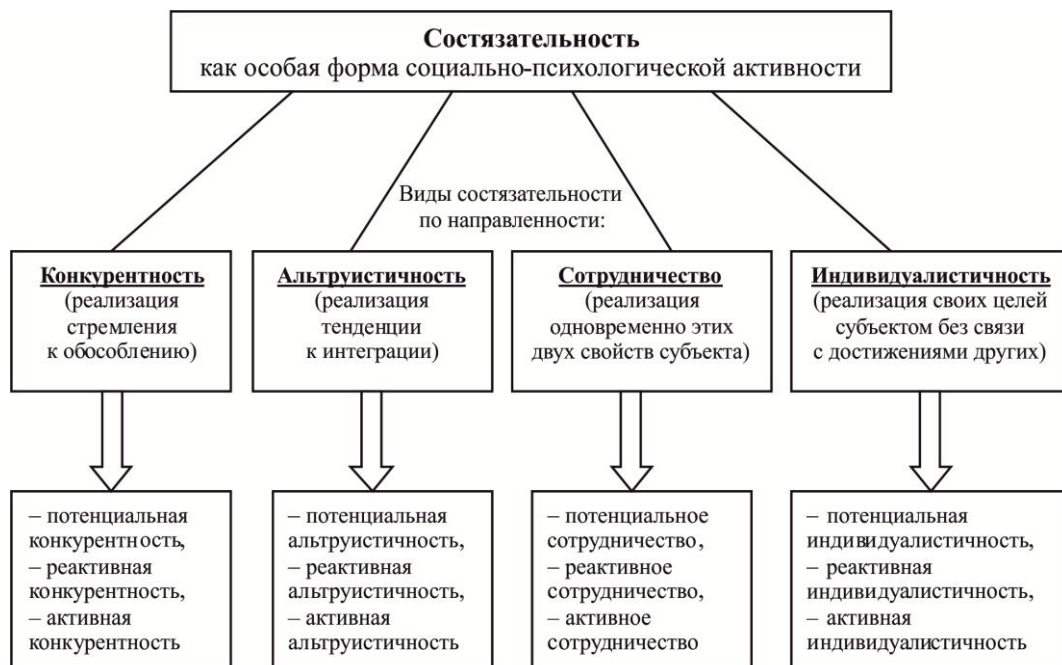 Состязательность
как особая форма социально-психологической активности
Виды состязательности
по направленности:
Конкурентность
(реализация
стремления
к обособлению)
Альтруистичность
(реализация
тенденции
к интеграции)
Сотрудничество
(реализация
одновременно этих
двух свойств субъекта)
Индивидуалистичность
(реализация своих целей
субъектом без связи
с достижениями других)
– потенциальная
конкурентность,
– реактивная
конкурентность,
– активная
конкурентность
– потенциальная
альтруистичность,
– реактивная
альтруистичность,
– активная
альтруистичность
– потенциальное
сотрудничество,
– реактивное
сотрудничество,
– активное
сотрудничество
– потенциальная
индивидуалистичность,
– реактивная
индивидуалистичность,
– активная
индивидуалистичность